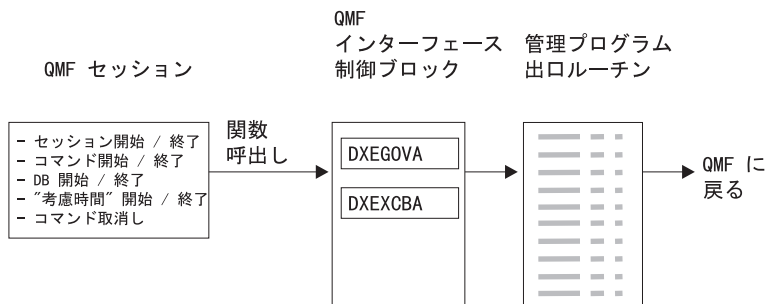 QMF
インターフェース
制御ブロック
管理プログラム
出口ルーチン
QMF セッション
- セッション開始 / 終了
- コマンド開始 / 終了
- DB 開始 / 終了
- "考慮時間" 開始 / 終了
- コマンド取消し
関数
呼出し
DXEGOVA
DXEXCBA
QMF に
戻る